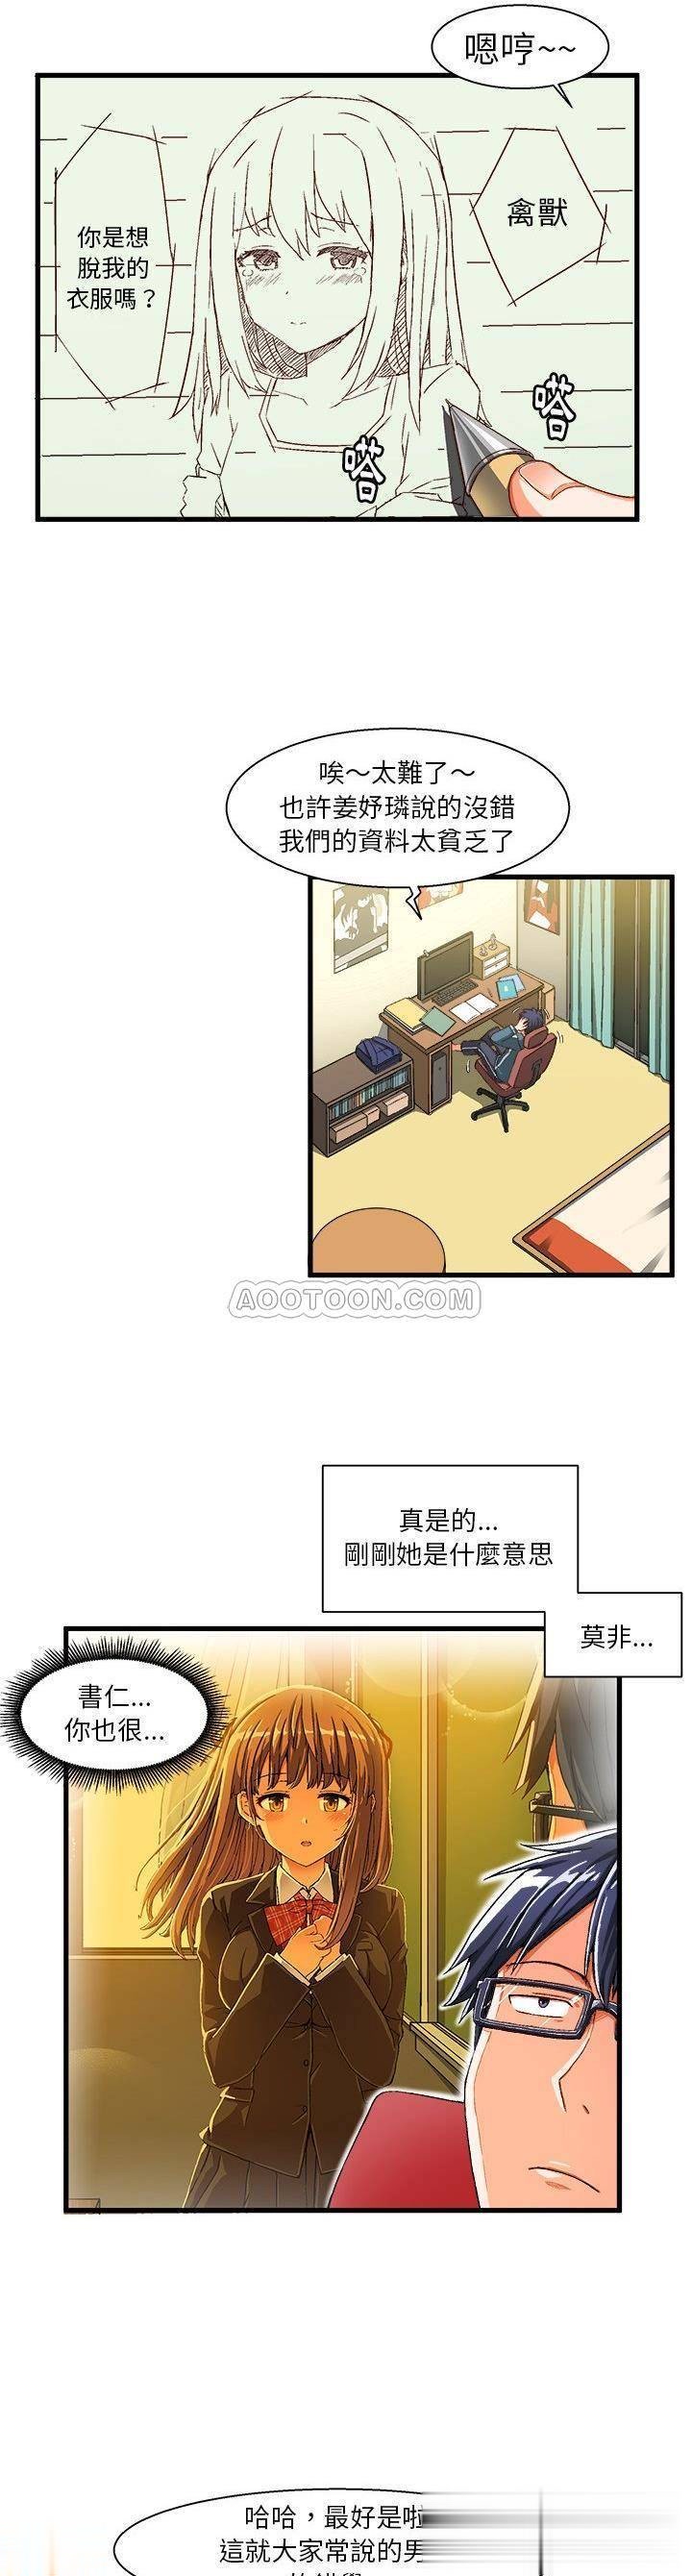 嗯哼~~
禽獸
你是想
脫我的
衣服嗎？
嗒
嗒
唉～太難了～
也許姜妤璘說的沒錯
我們的資料太貧乏了
AOOTOON.COM
真是的...
剛剛她是什麼意思
莫非...
書仁...
你也很...
哈哈，最好是啦
這就大家常說的男